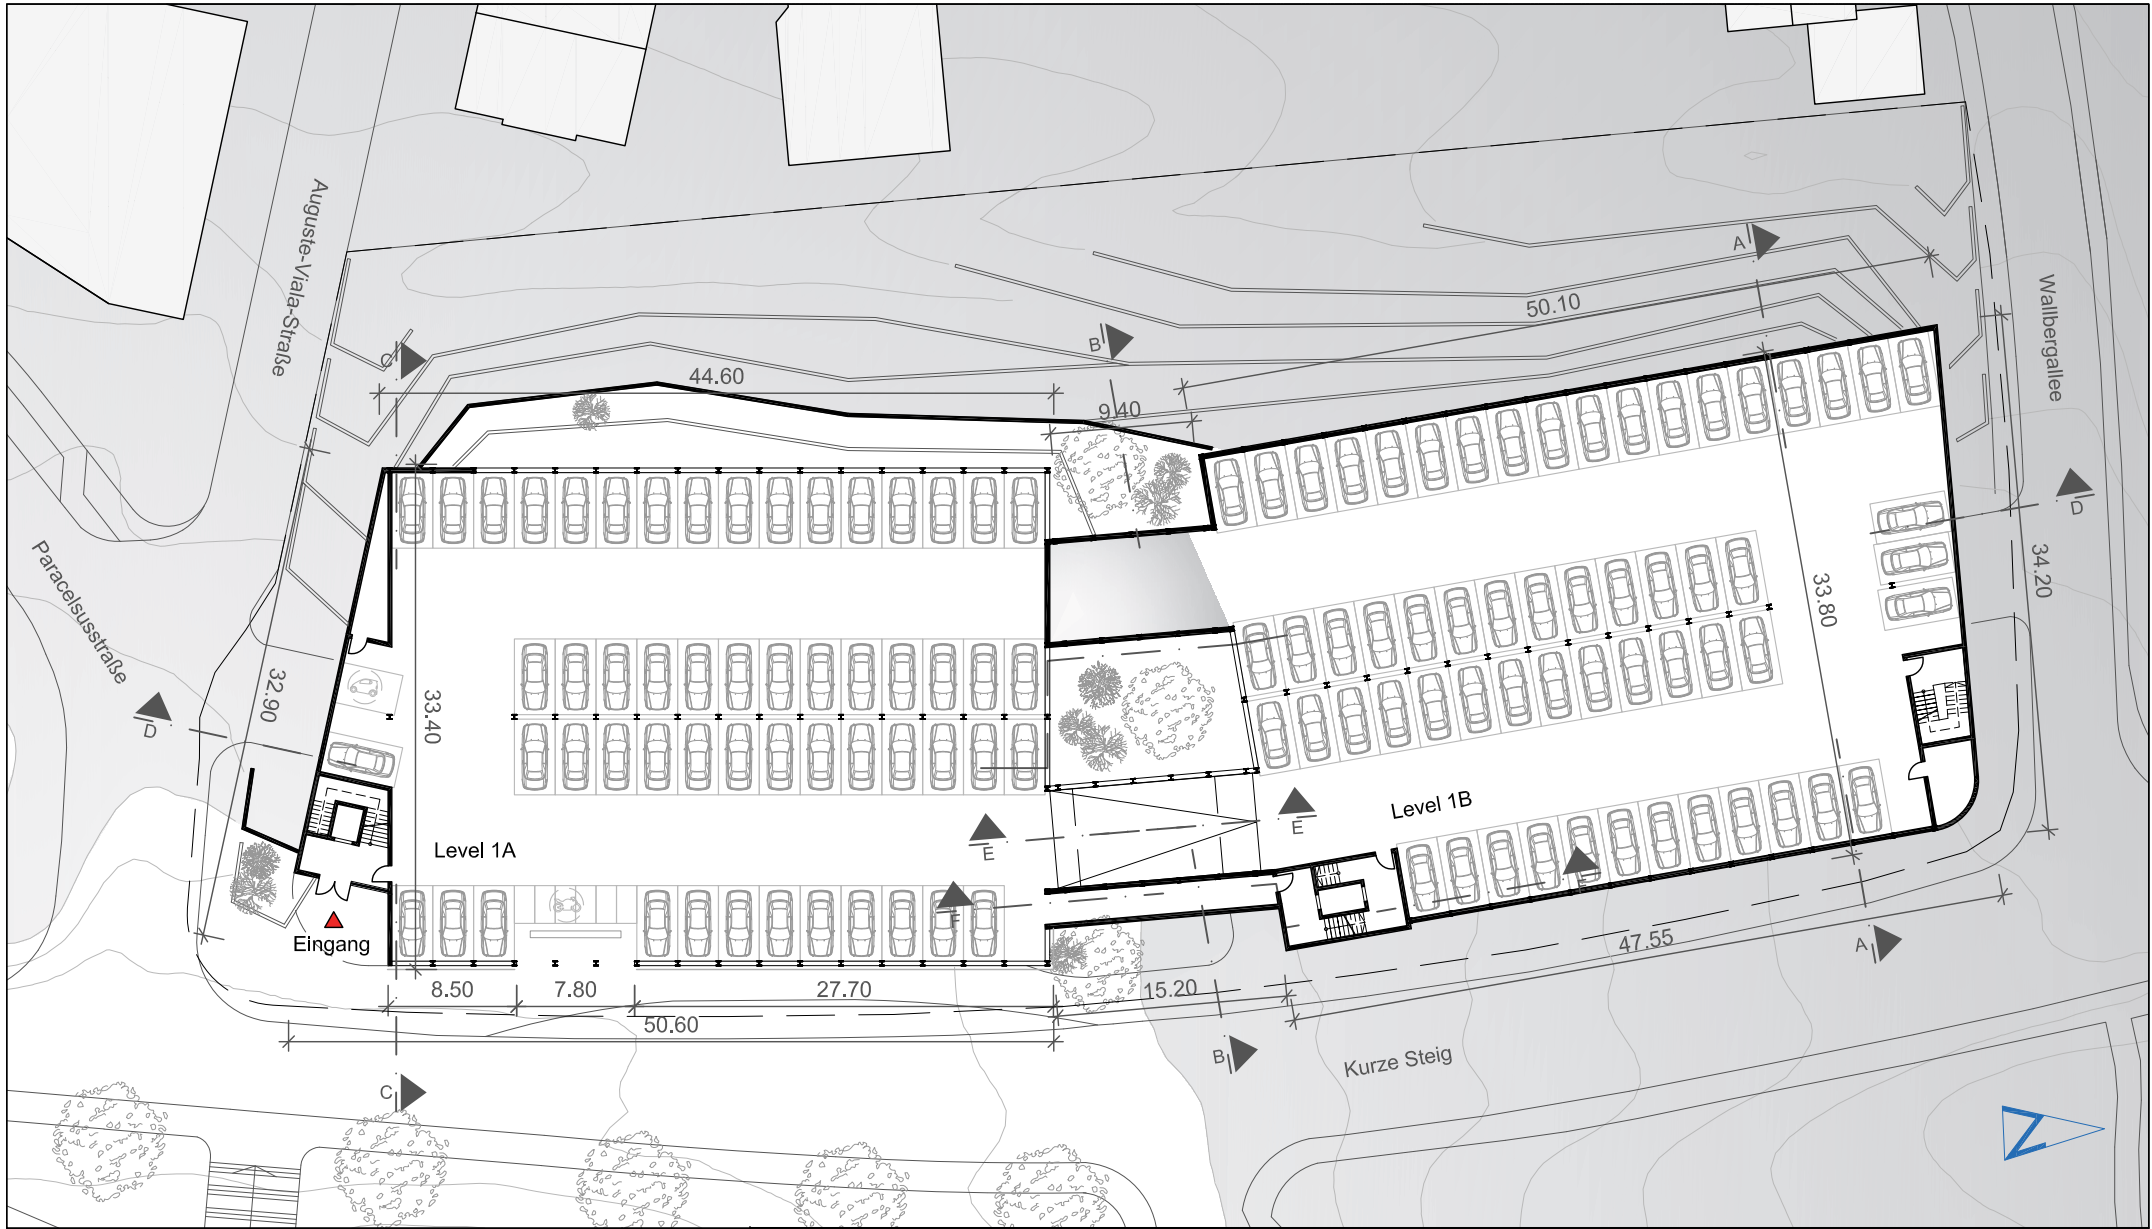 Auguste-Viala-Straße
A
Wallbergallee
50.10
C
B
44.60
9.40
D
Paracelsusstraße
34.20
33.80
32.90
33.40
D
Level 1B
E
Level 1A
E
F
F
Eingang
A
47.55
8.50
7.80
27.70
15.20
50.60
B
Kurze Steig
C
N